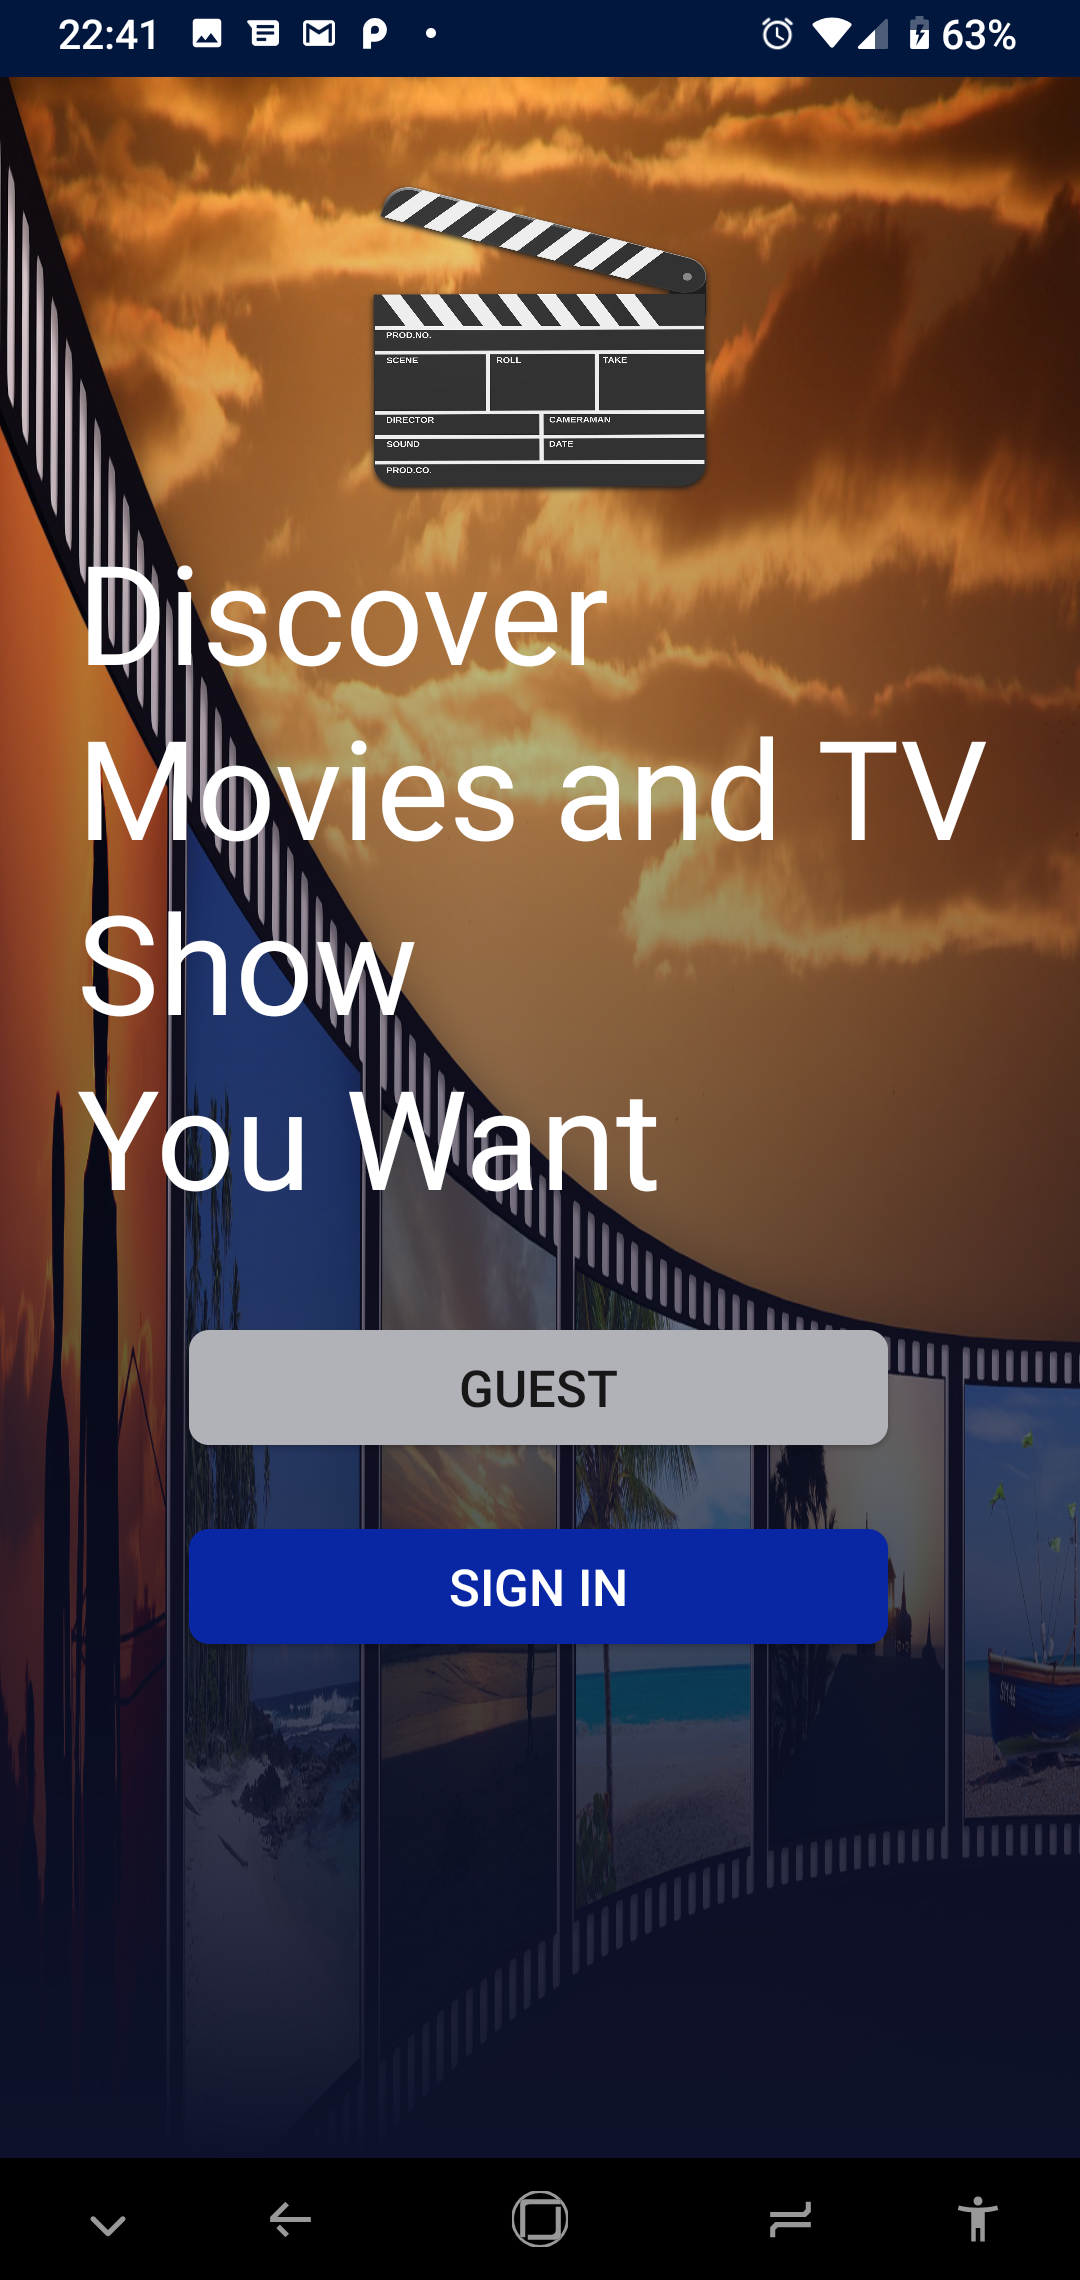 22:41
63%
PROD.NO.
SCENE ROLL TAKE
DIRECTOR CAMERAMAN
SOUND DATE
PROD.CO.
Discover
Movies and TV
Show
You Want
GUEST
SIGN IN